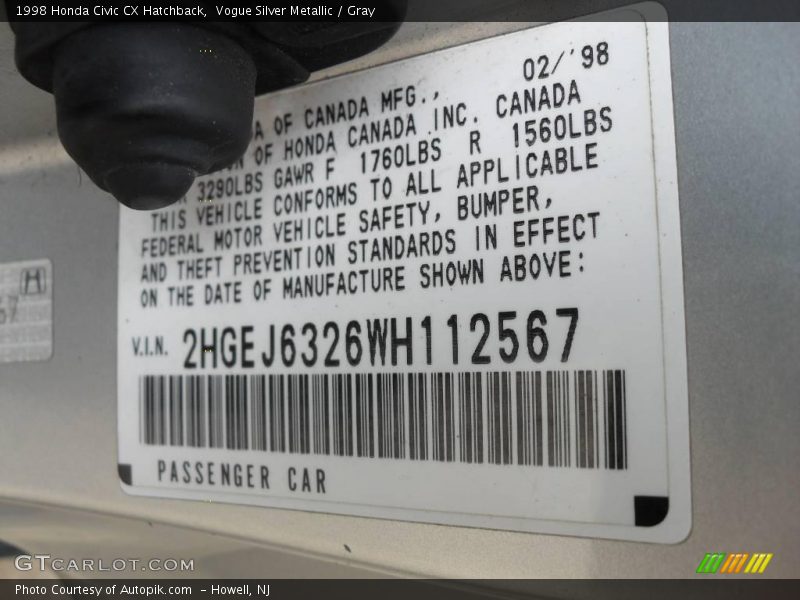 1998 Honda Civic CX Hatchback, Vogue Silver Metallic / Gray
02/'98
OF CANADA MFG.,
OF HONDA CANADA INC. CANADA
3290LBS GAWR F 1760LBS R 1560LBS
THIS VEHICLE CONFORMS TO ALL APPLICABLE
FEDERAL MOTOR VEHICLE SAFETY, BUMPER,
AND THEFT PREVENTION STANDARDS IN EFFECT
ON THE DATE OF MANUFACTURE SHOWN ABOVE:
V.I.N. 2HGEJ6326WH112567
PASSENGER CAR
GTCARLOT.COM
Photo Courtesy of Autopik.com – Howell, NJ